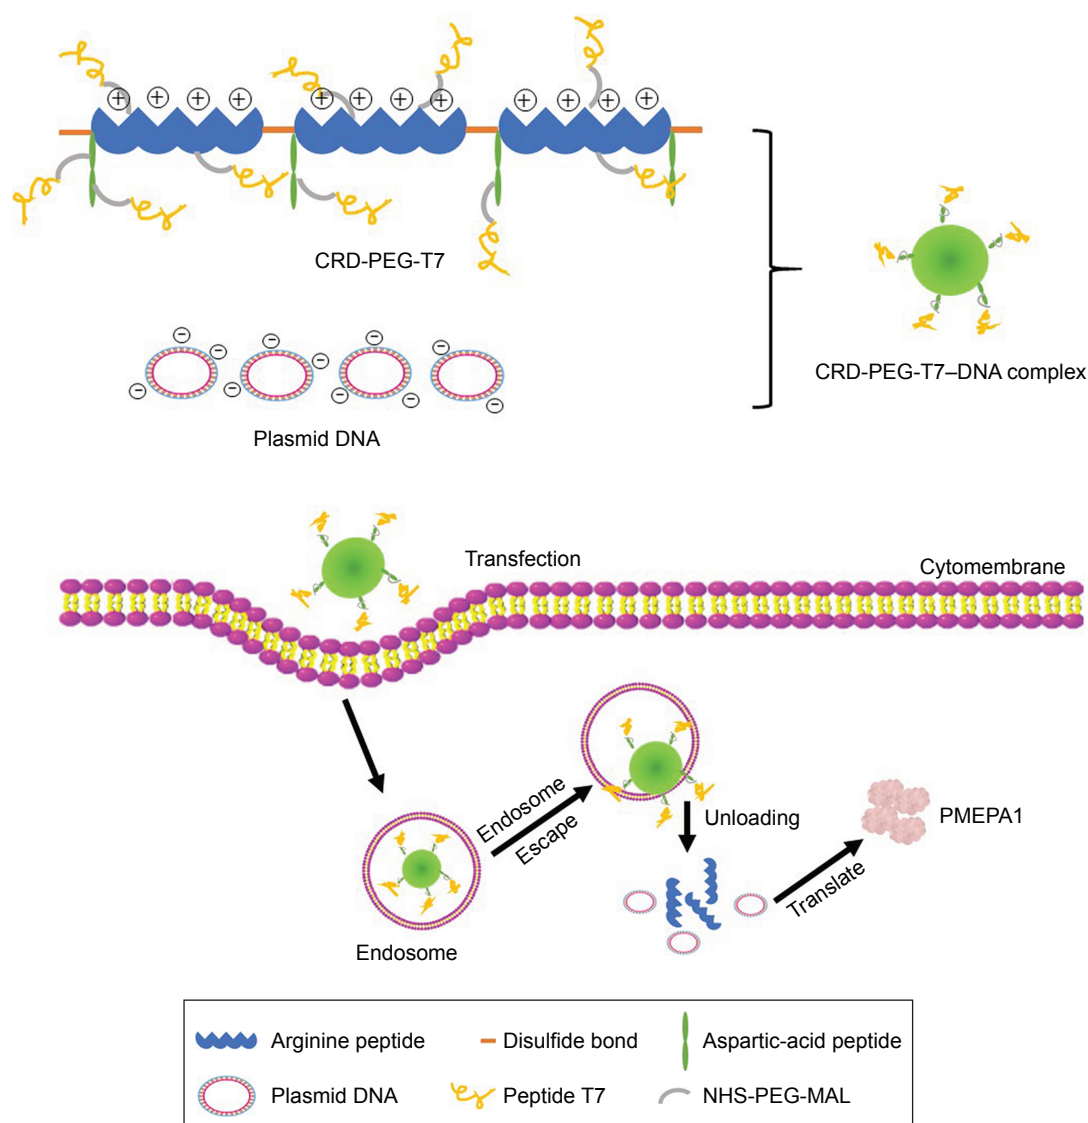 CRD-PEG-T7
Plasmid DNA
CRD-PEG-T7–DNA complex
Transfection
Cytomembrane
Endosome
Escape
Unloading
PMEPA1
Translate
Endosome
Arginine peptide
Disulfide bond
Aspartic-acid peptide
Plasmid DNA
Peptide T7
NHS-PEG-MAL